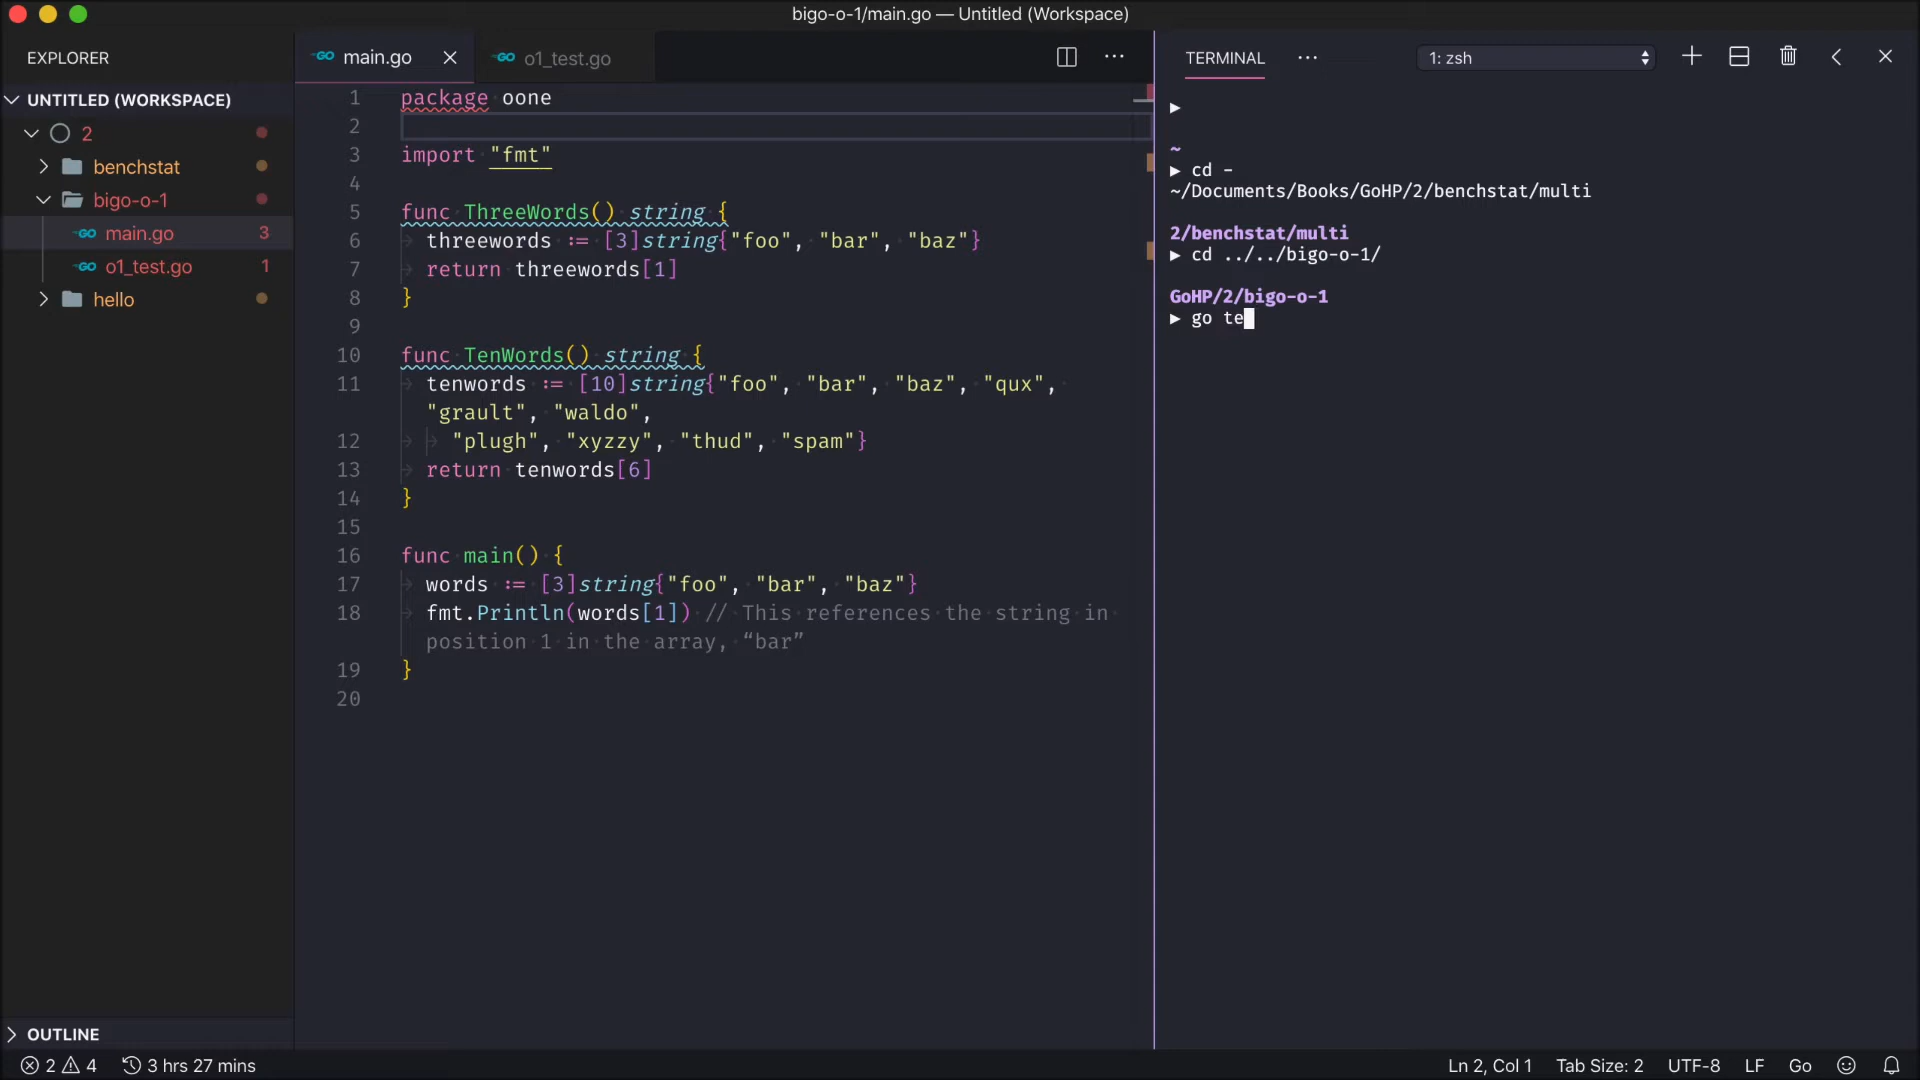 bigo-o-1/main.go — Untitled (Workspace)
EXPLORER
UNTITLED (WORKSPACE)
2
benchstat
bigo-o-1
GO main.go 3
GO o1_test.go 1
hello
OUTLINE
GO main.go
GO o1_test.go
1 package oone
2
3 import "fmt"
4
5 func ThreeWords() string {
6 threewords := [3]string{"foo", "bar", "baz"}
7 return threewords[1]
8 }
9
10 func TenWords() string {
11 tenwords := [10]string{"foo", "bar", "baz", "qux",
"grault", "waldo",
12 "plugh", "xyzzy", "thud", "spam"}
13 return tenwords[6]
14 }
15
16 func main() {
17 words := [3]string{"foo", "bar", "baz"}
18 fmt.Println(words[1]) // This references the string in
position 1 in the array, “bar”
19 }
20
TERMINAL
1: zsh
~
▶ cd -
~/Documents/Books/GoHP/2/benchstat/multi
2/benchstat/multi
▶ cd ../../bigo-o-1/
GoHP/2/bigo-o-1
▶ go te
2 4 3 hrs 27 mins
Ln 2, Col 1 Tab Size: 2 UTF-8 LF Go